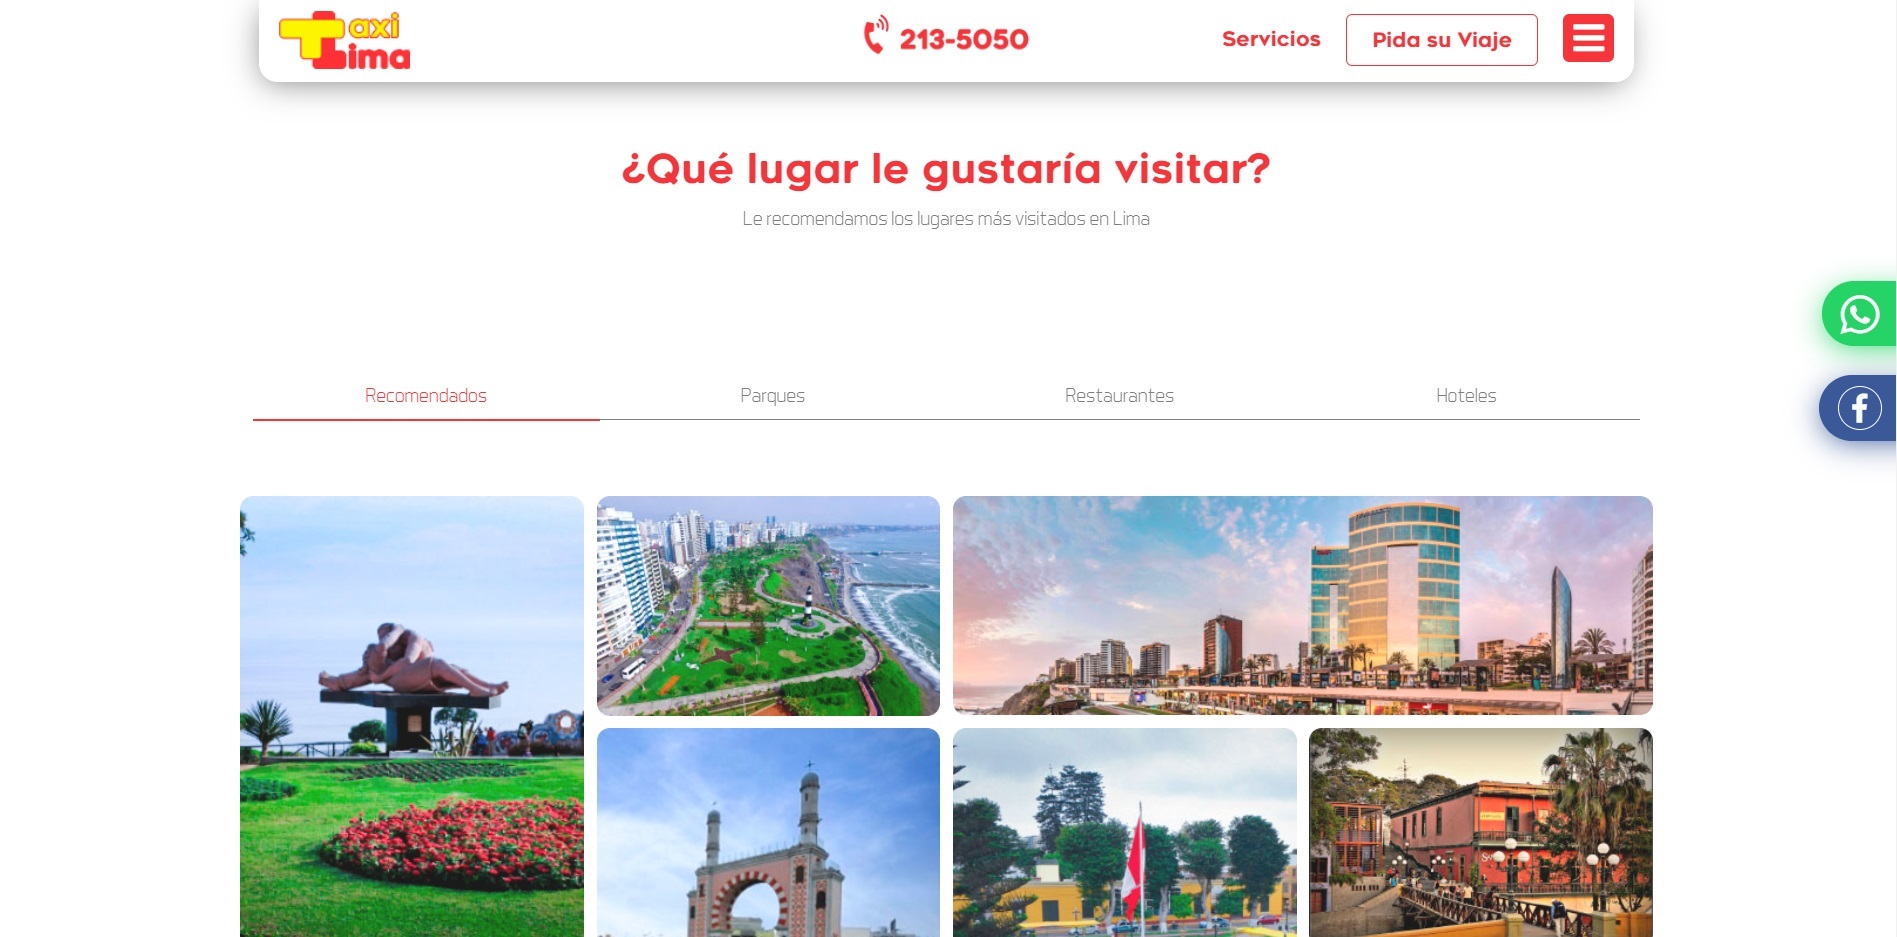 Taxi
Lima
213-5050
Servicios
Pida su Viaje
¿Qué lugar le gustaría visitar?
Le recomendamos los lugares más visitados en Lima
Recomendados
Parques
Restaurantes
Hoteles